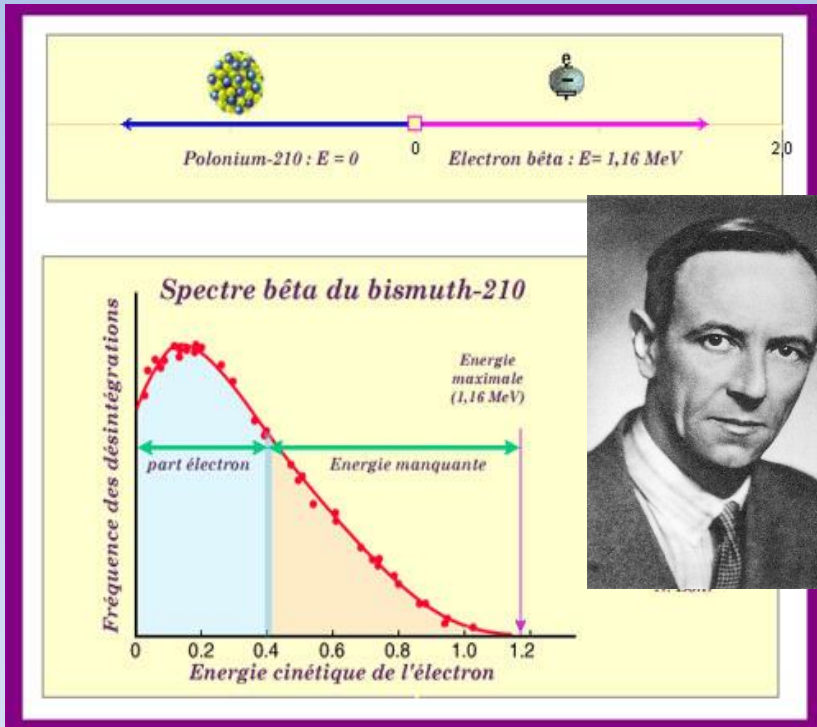 e
Polonium-210 : E = 0
0
Electron bêta : E= 1,16 MeV
2,0
Spectre bêta du bismuth-210
Fréquence des désintégrations
Energie
maximale
(1,16 MeV)
part électron
Energie manquante
0 0.2 0.4 0.6 0.8 1.0 1.2
Energie cinétique de l'électron